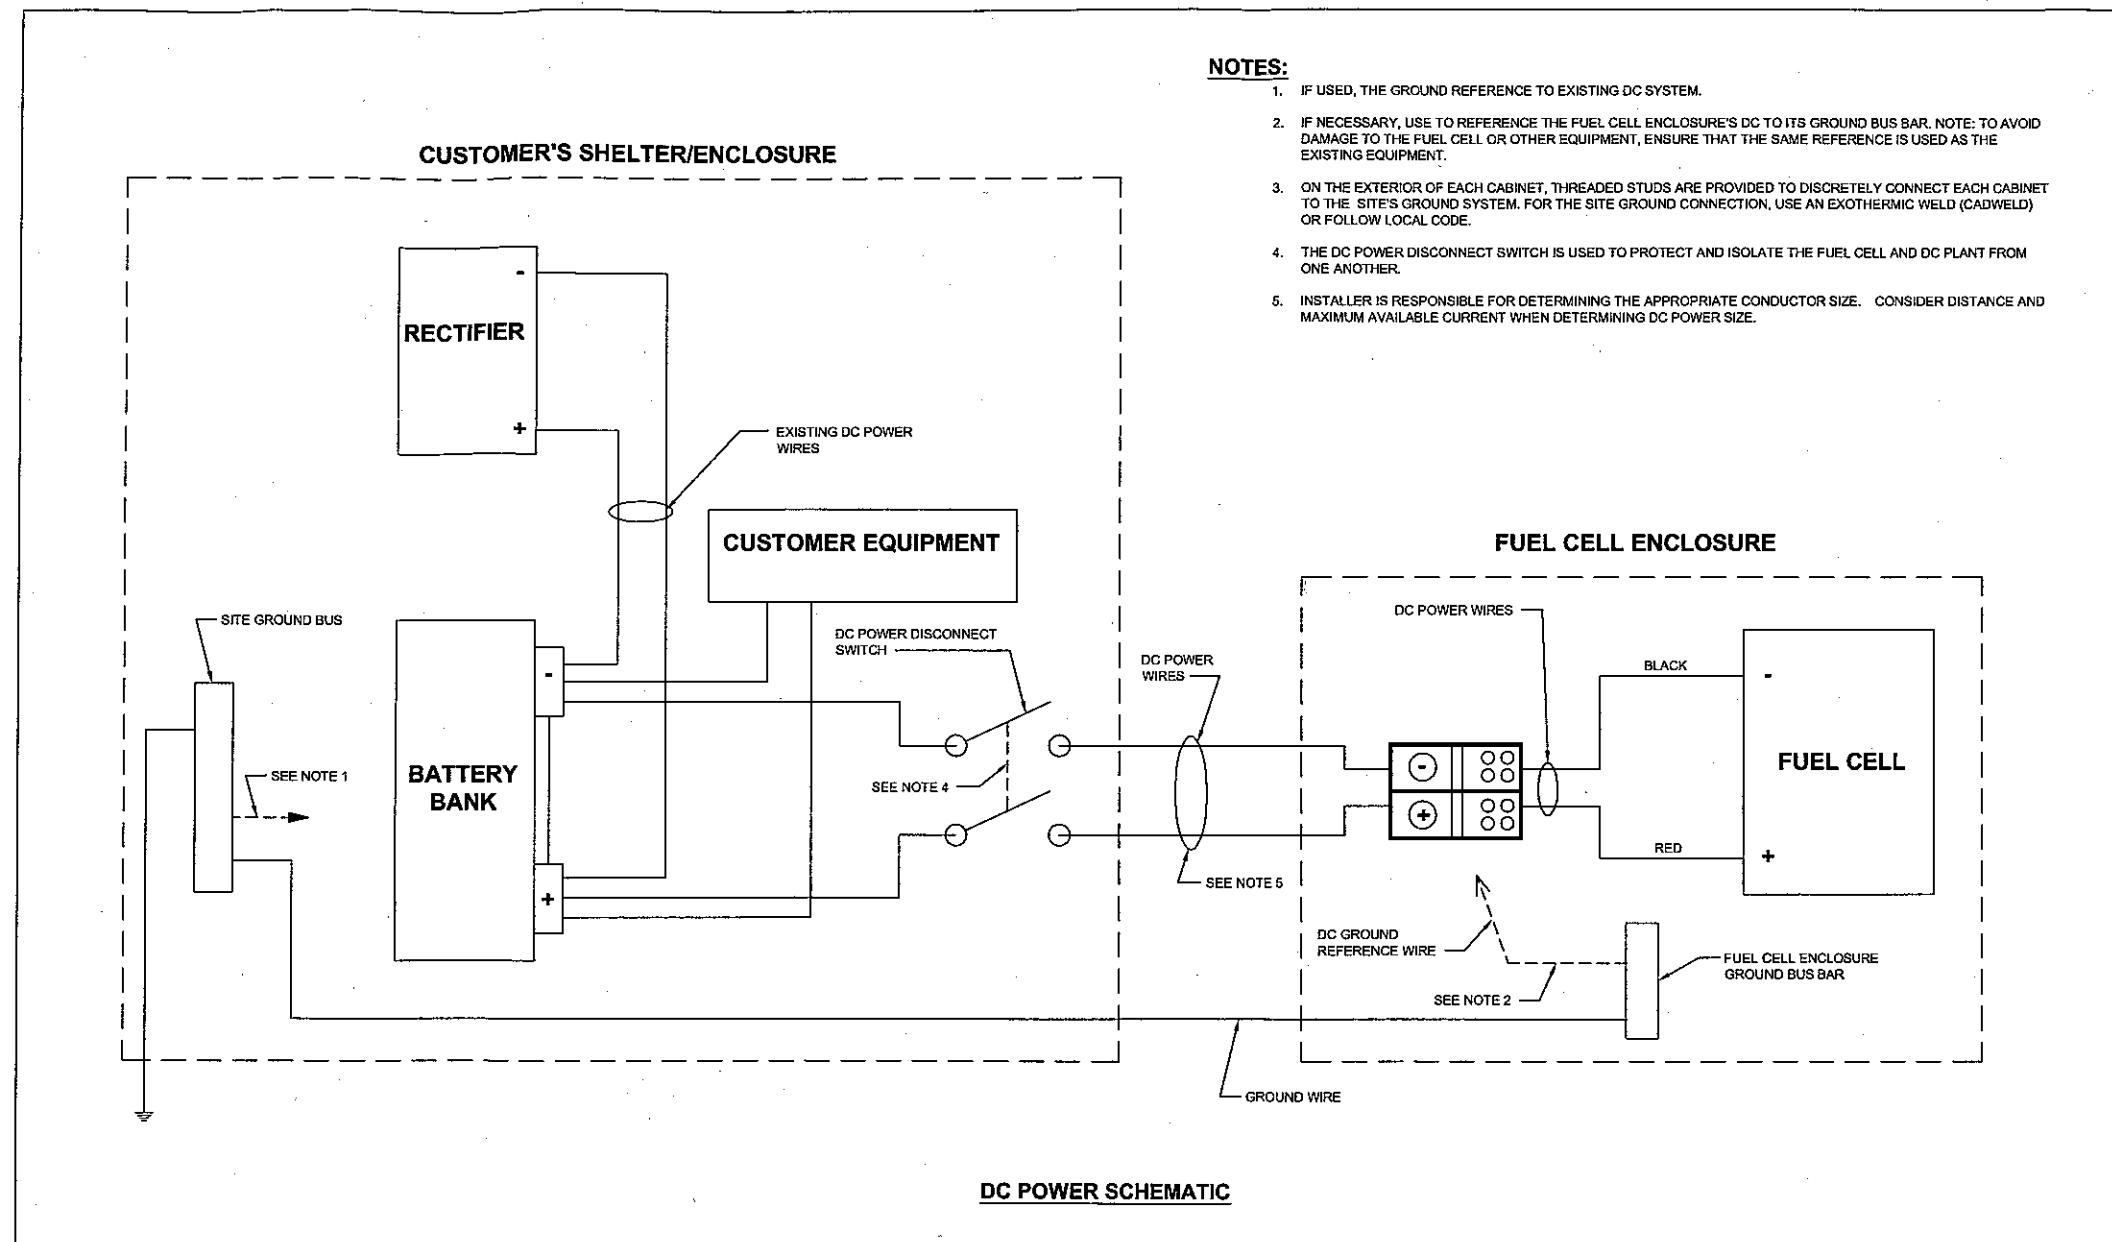 NOTES:
1. IF USED, THE GROUND REFERENCE TO EXISTING DC SYSTEM.
2. IF NECESSARY, USE TO REFERENCE THE FUEL CELL ENCLOSURE'S DC TO ITS GROUND BUS BAR. NOTE: TO AVOID
DAMAGE TO THE FUEL CELL OR OTHER EQUIPMENT, ENSURE THAT THE SAME REFERENCE IS USED AS THE
EXISTING EQUIPMENT.
3. ON THE EXTERIOR OF EACH CABINET, THREADED STUDS ARE PROVIDED TO DISCRETELY CONNECT EACH CABINET
TO THE SITE'S GROUND SYSTEM. FOR THE SITE GROUND CONNECTION, USE AN EXOTHERMIC WELD (CADWELD)
OR FOLLOW LOCAL CODE.
4. THE DC POWER DISCONNECT SWITCH IS USED TO PROTECT AND ISOLATE THE FUEL CELL AND DC PLANT FROM
ONE ANOTHER.
5. INSTALLER IS RESPONSIBLE FOR DETERMINING THE APPROPRIATE CONDUCTOR SIZE. CONSIDER DISTANCE AND
MAXIMUM AVAILABLE CURRENT WHEN DETERMINING DC POWER SIZE.
CUSTOMER'S SHELTER/ENCLOSURE
-
RECTIFIER
+
EXISTING DC POWER
WIRES
CUSTOMER EQUIPMENT
SITE GROUND BUS
SEE NOTE 1
BATTERY
BANK
-
+
DC POWER DISCONNECT
SWITCH
SEE NOTE 4
DC POWER
WIRES
SEE NOTE 5
FUEL CELL ENCLOSURE
DC POWER WIRES
BLACK
-
FUEL CELL
-
+
RED
+
DC GROUND
REFERENCE WIRE
SEE NOTE 2
FUEL CELL ENCLOSURE
GROUND BUS BAR
GROUND WIRE
DC POWER SCHEMATIC